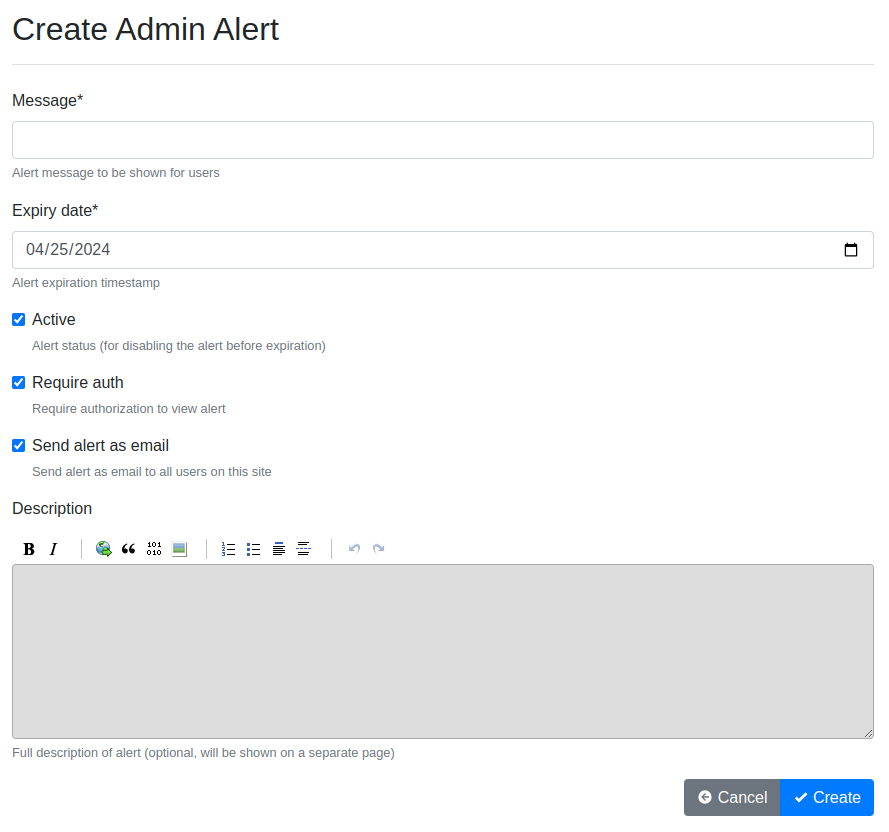 Create Admin Alert
Message*
Alert message to be shown for users
Expiry date*
04/25/2024
Alert expiration timestamp
Active
Alert status (for disabling the alert before expiration)
Require auth
Require authorization to view alert
Send alert as email
Send alert as email to all users on this site
Description
B I
Full description of alert (optional, will be shown on a separate page)
Cancel Create